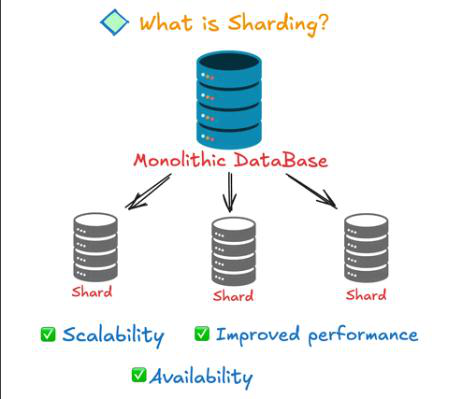 What is Sharding?
Monolithic DataBase
Shard
Shard
Shard
Scalability
Improved performance
Availability